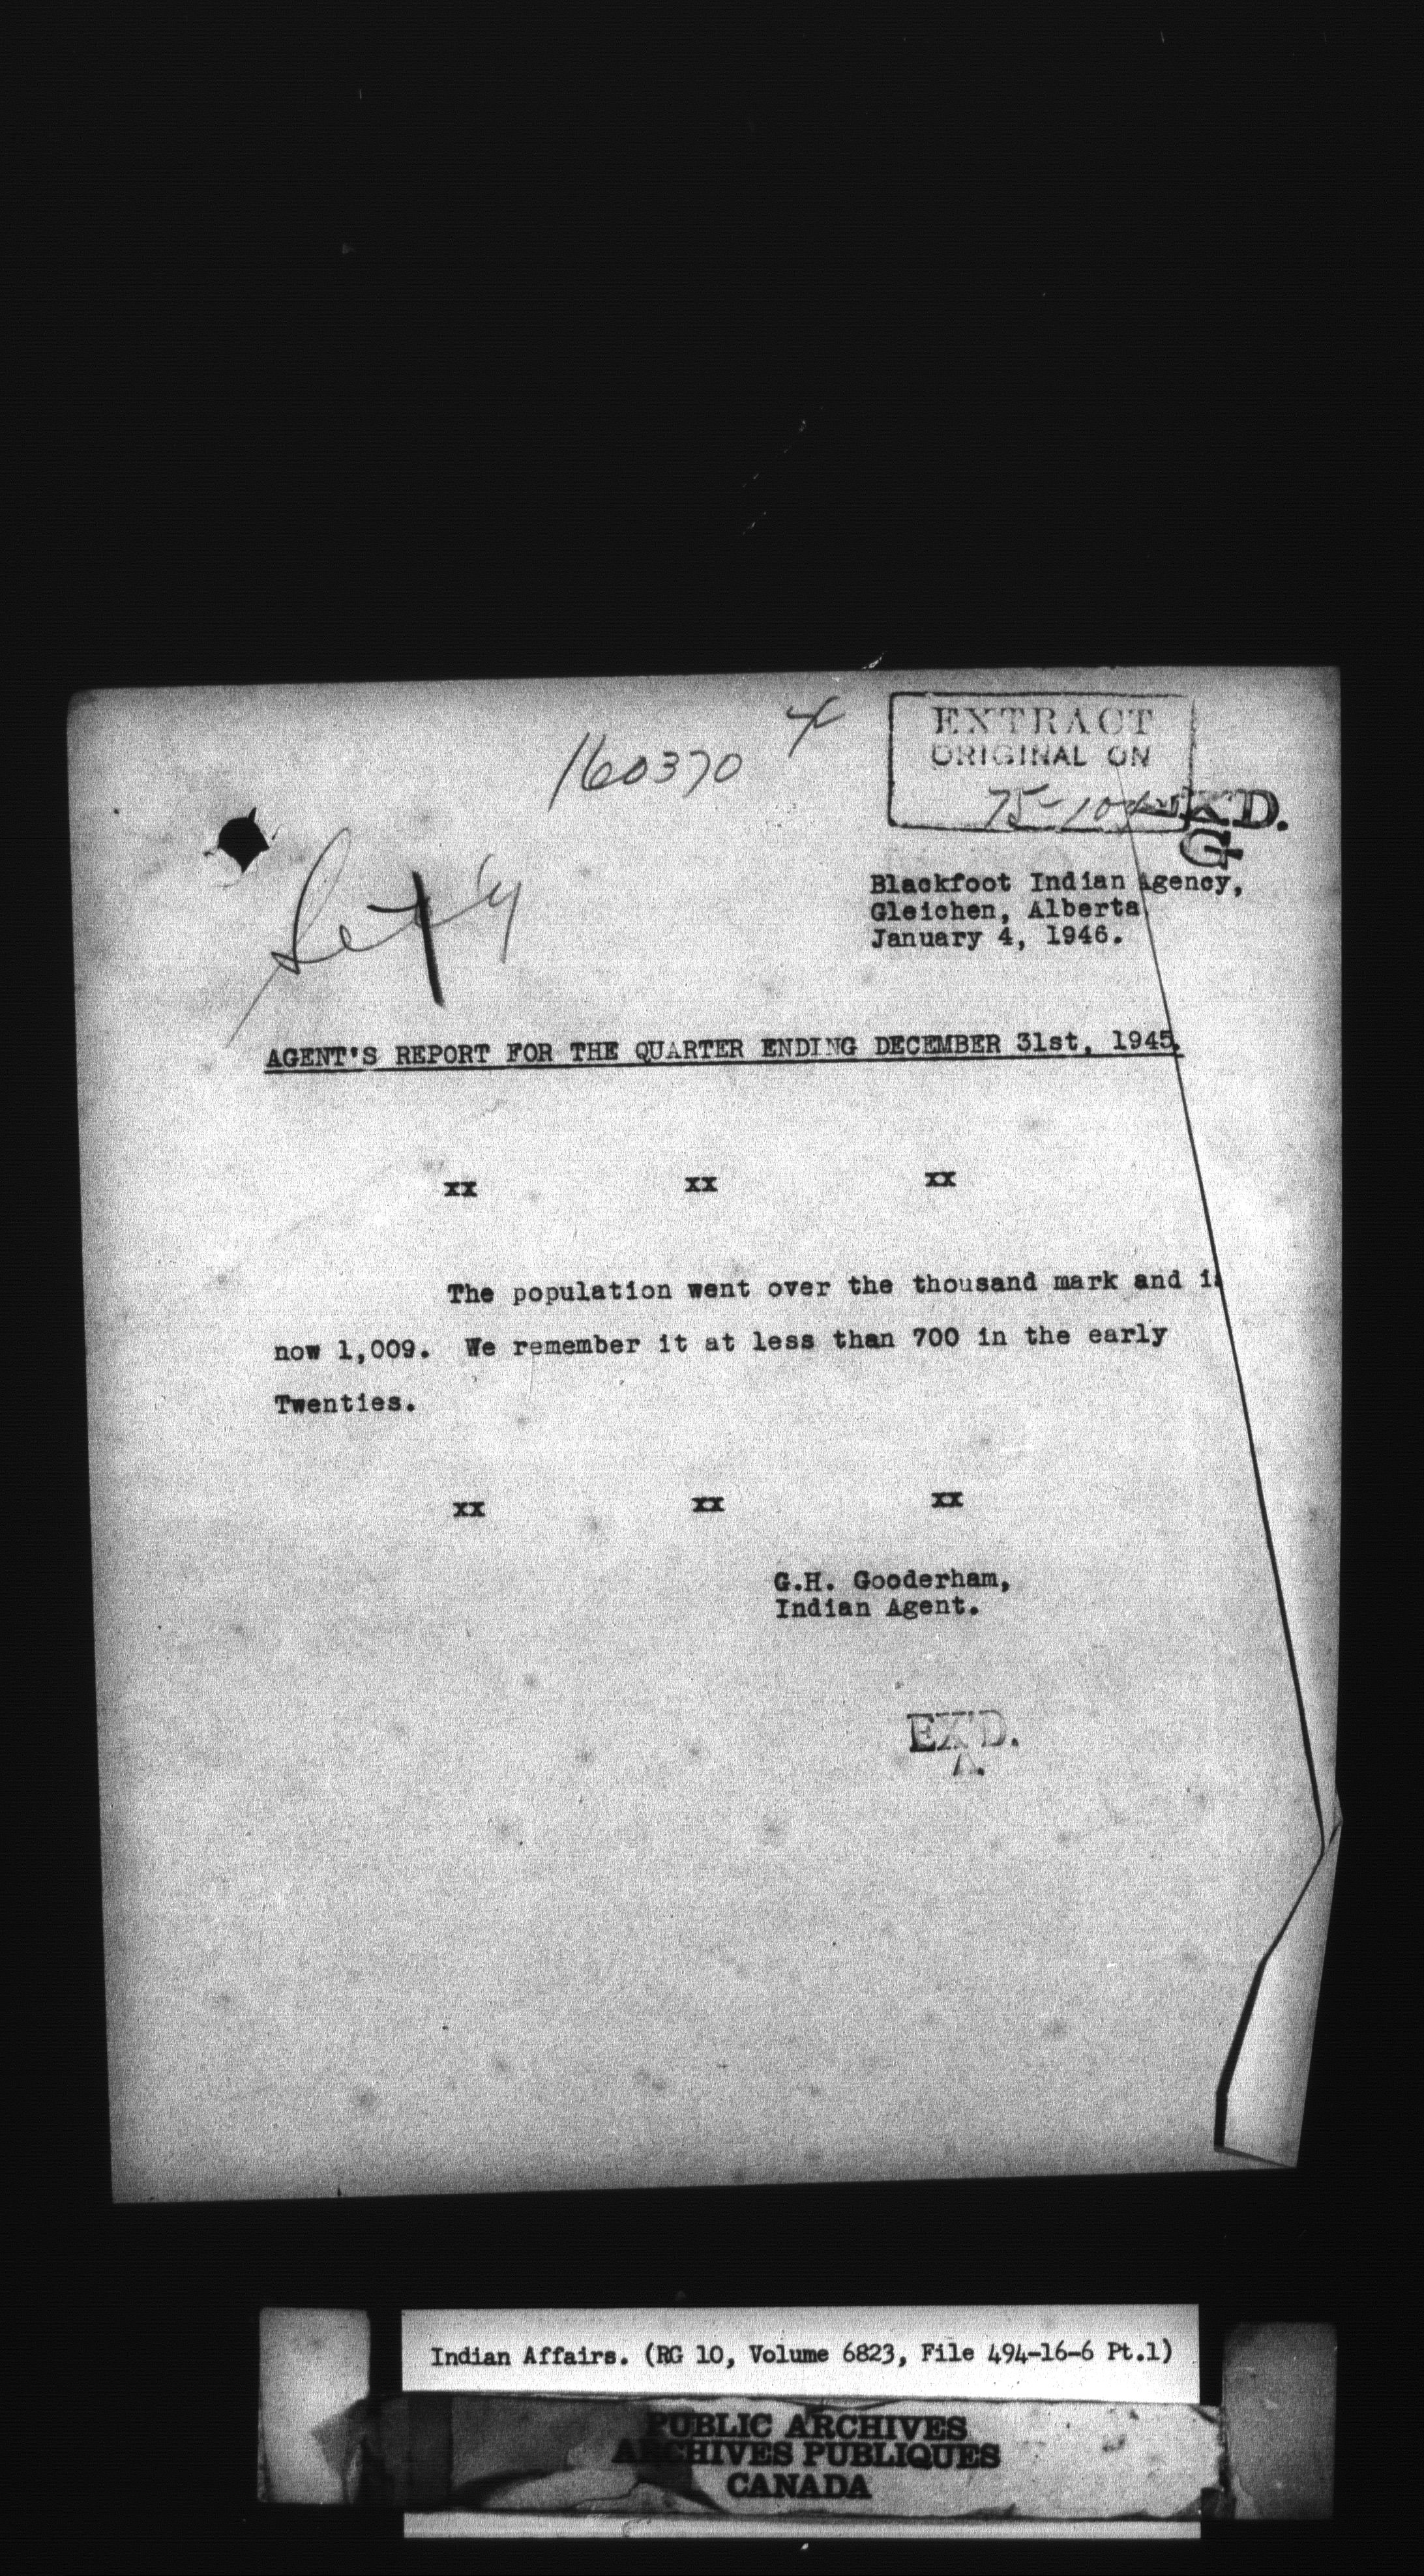 160370
EXTRACT
ORIGINAL ON
EX'D.
G
Blackfoot Indian Agency,
Gleichen, Alberta,
January 4, 1946.
AGENT'S REPORT FOR THE QUARTER ENDING DECEMBER 31st, 1945.
xx xx xx
The population went over the thousand mark and is
now 1,009. We remember it at less than 700 in the early
Twenties.
xx xx xx
G.H. Gooderham,
Indian Agent.
EX'D.
A.
Indian Affairs. (RG 10, Volume 6823, File 494-16-6 Pt.1)
PUBLIC ARCHIVES
ARCHIVES PUBLIQUES
CANADA